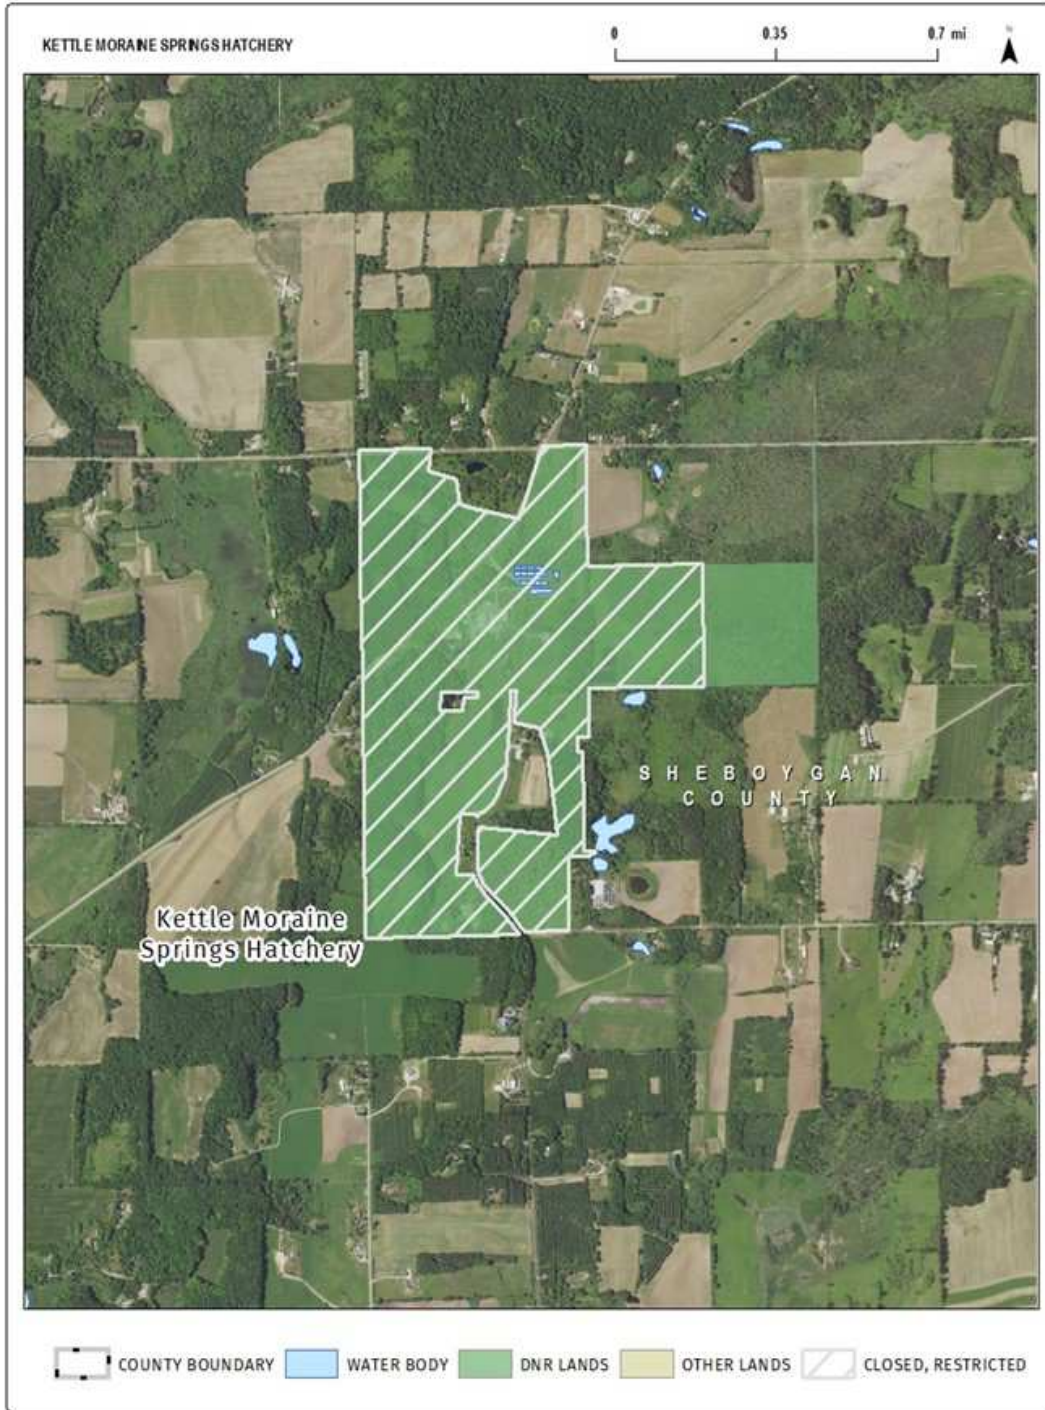 KETTLE MORAINE SPRINGS HATCHERY
0 0.35 0.7 mi
N
SHEBOYGAN
COUNTY
Kettle Moraine
Springs Hatchery
COUNTY BOUNDARY WATER BODY DNR LANDS OTHER LANDS CLOSED, RESTRICTED